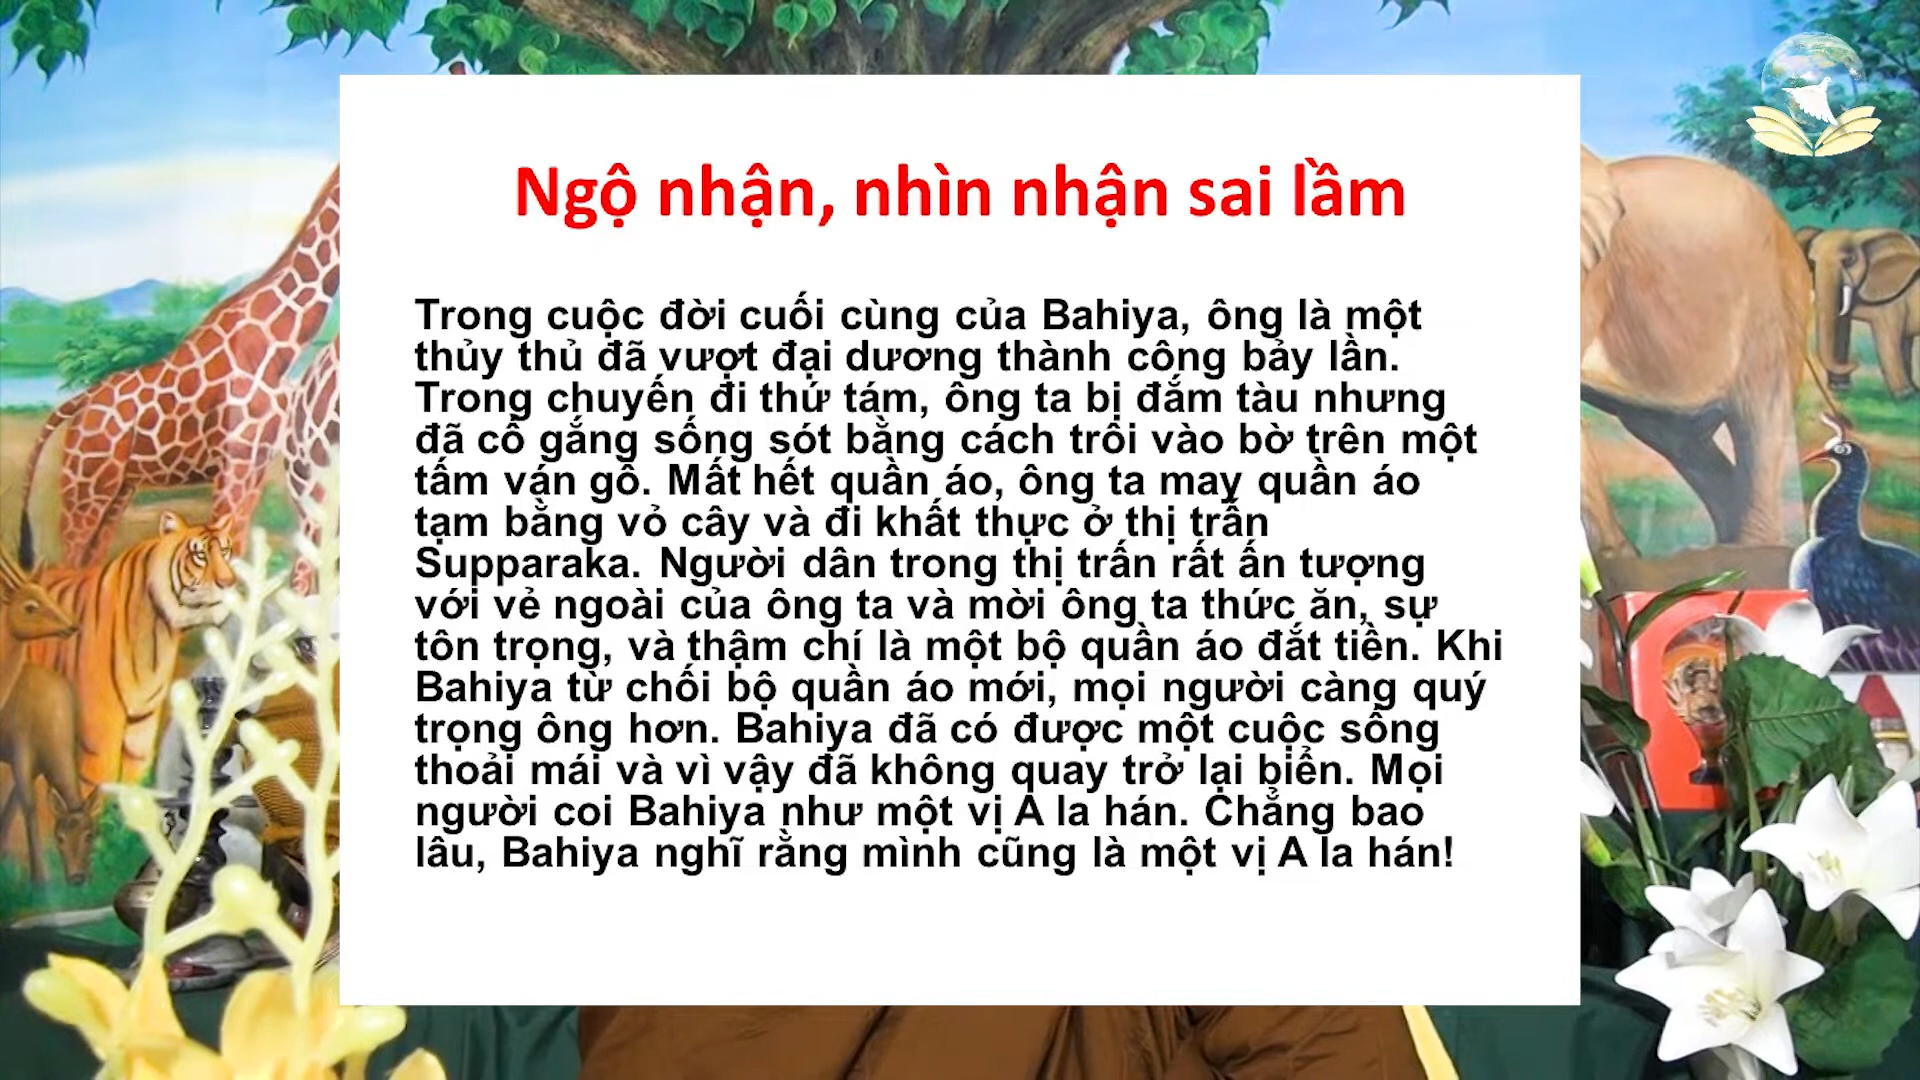 Ngộ nhận, nhìn nhận sai lầm
Trong cuộc đời cuối cùng của Bahiya, ông là một
thủy thủ đã vượt đại dương thành công bảy lần.
Trong chuyến đi thứ tám, ông ta bị đắm tàu nhưng
đã cố gắng sống sót bằng cách trôi vào bờ trên một
tấm ván gỗ. Mất hết quần áo, ông ta may quần áo
tạm bằng vỏ cây và đi khất thực ở thị trấn
Supparaka. Người dân trong thị trấn rất ấn tượng
với vẻ ngoài của ông ta và mời ông ta thức ăn, sự
tôn trọng, và thậm chí là một bộ quần áo đắt tiền. Khi
Bahiya từ chối bộ quần áo mới, mọi người càng quý
trọng ông hơn. Bahiya đã có được một cuộc sống
thoải mái và vì vậy đã không quay trở lại biển. Mọi
người coi Bahiya như một vị A la hán. Chẳng bao
lâu, Bahiya nghĩ rằng mình cũng là một vị A la hán!